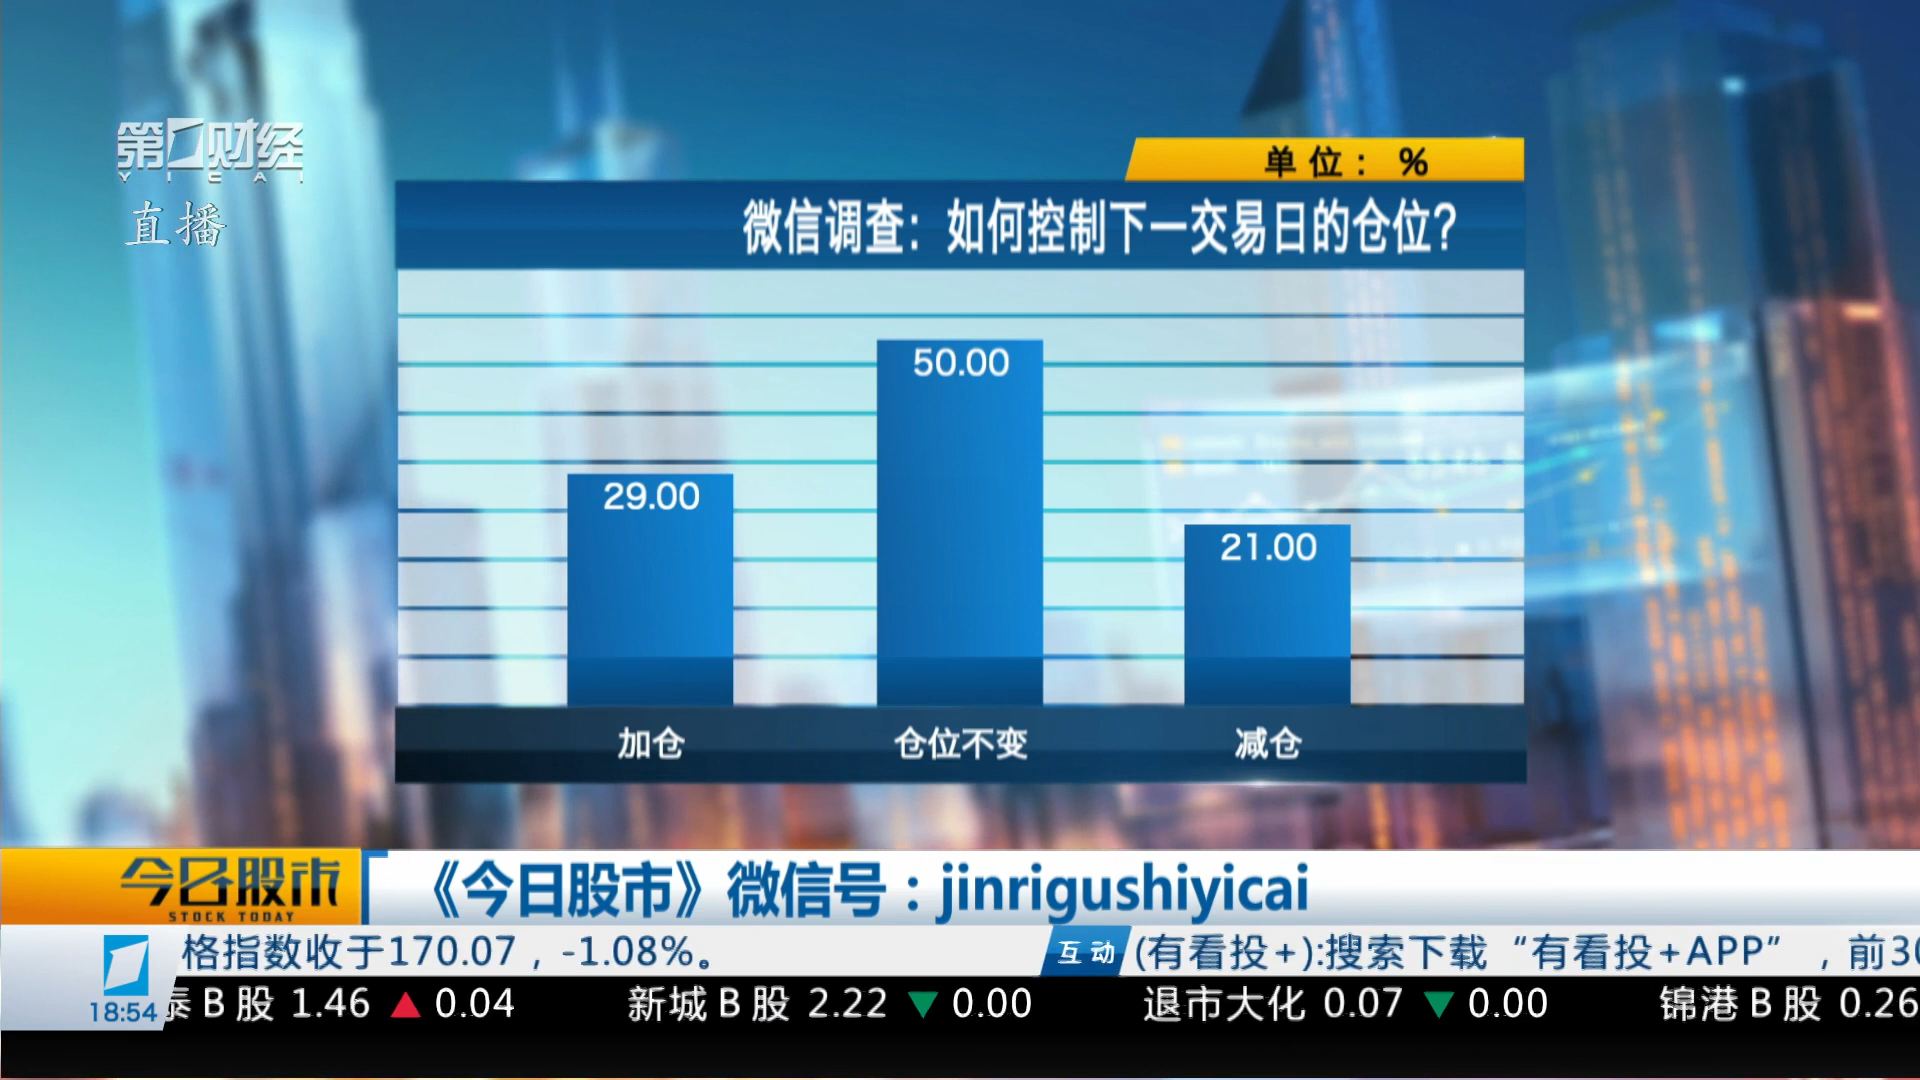 第一财经
YICAI
直播
单位：%
微信调查：如何控制下一交易日的仓位？
29.00
50.00
21.00
加仓
仓位不变
减仓
今日股市
STOCK TODAY
《今日股市》微信号：jinrigushiyicai
格指数收于170.07，-1.08%。
互动
(有看投+):搜索下载“有看投+APP”，前30
18:54
泰B股 1.46 ▲ 0.04 新城B股 2.22 ▼ 0.00 退市大化 0.07 ▼ 0.00 锦港B股 0.26